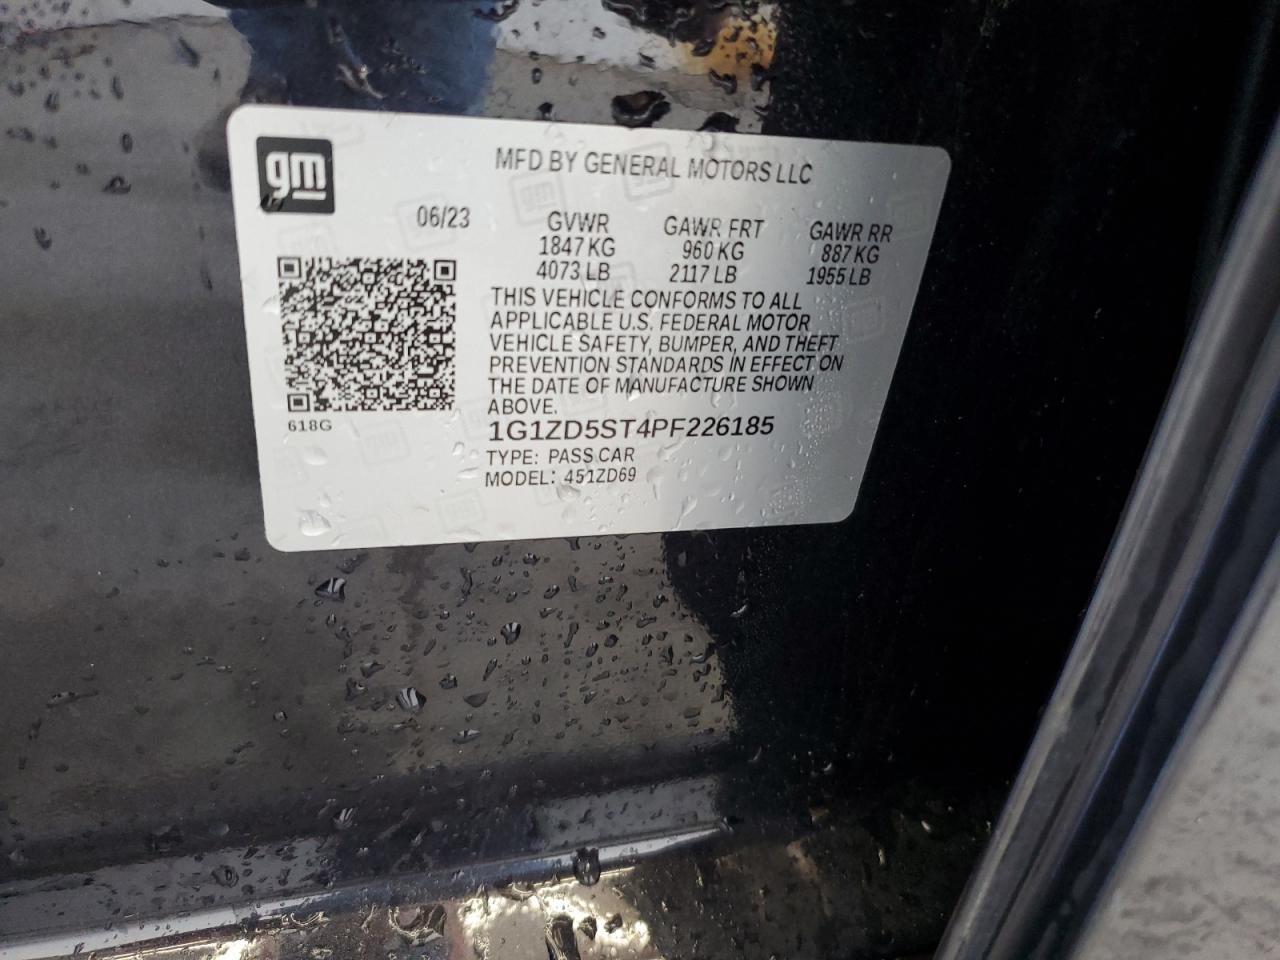 gm
MFD BY GENERAL MOTORS LLC
06/23
GVWR GAWR FRT GAWR RR
1847 KG 960 KG 887 KG
4073 LB 2117 LB 1955 LB
THIS VEHICLE CONFORMS TO ALL
APPLICABLE U.S. FEDERAL MOTOR
VEHICLE SAFETY, BUMPER, AND THEFT
PREVENTION STANDARDS IN EFFECT ON
THE DATE OF MANUFACTURE SHOWN
ABOVE.
618G
1G1ZD5ST4PF226185
TYPE: PASS CAR
MODEL: 451ZD69